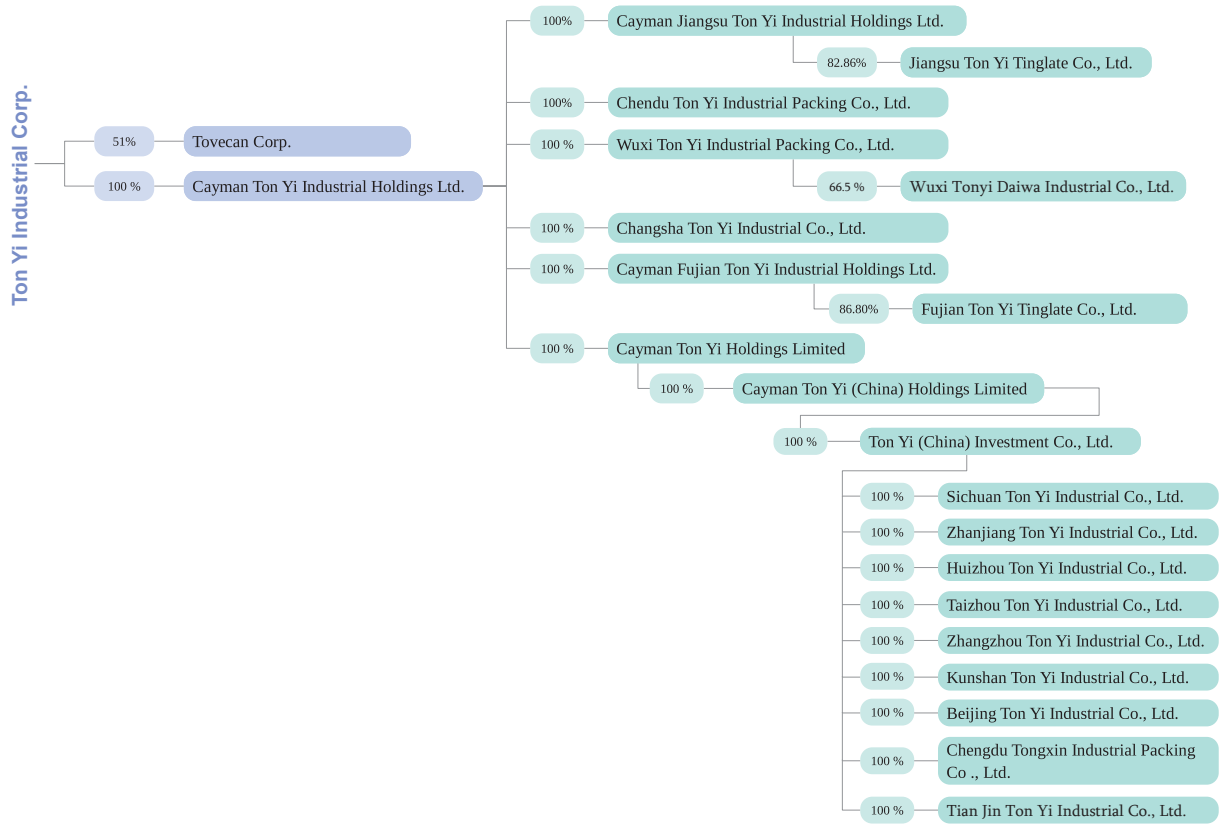 Ton Yi Industrial Corp.
51%
Tovecan Corp.
100 %
Cayman Ton Yi Industrial Holdings Ltd.
100%
Cayman Jiangsu Ton Yi Industrial Holdings Ltd.
82.86%
Jiangsu Ton Yi Tinglate Co., Ltd.
100%
Chendu Ton Yi Industrial Packing Co., Ltd.
100 %
Wuxi Ton Yi Industrial Packing Co., Ltd.
66.5 %
Wuxi Tonyi Daiwa Industrial Co., Ltd.
100 %
Changsha Ton Yi Industrial Co., Ltd.
100 %
Cayman Fujian Ton Yi Industrial Holdings Ltd.
86.80%
Fujian Ton Yi Tinglate Co., Ltd.
100 %
Cayman Ton Yi Holdings Limited
100 %
Cayman Ton Yi (China) Holdings Limited
100 %
Ton Yi (China) Investment Co., Ltd.
100 %
Sichuan Ton Yi Industrial Co., Ltd.
100 %
Zhanjiang Ton Yi Industrial Co., Ltd.
100 %
Huizhou Ton Yi Industrial Co., Ltd.
100 %
Taizhou Ton Yi Industrial Co., Ltd.
100 %
Zhangzhou Ton Yi Industrial Co., Ltd.
100 %
Kunshan Ton Yi Industrial Co., Ltd.
100 %
Beijing Ton Yi Industrial Co., Ltd.
100 %
Chengdu Tongxin Industrial Packing
Co ., Ltd.
100 %
Tian Jin Ton Yi Industrial Co., Ltd.